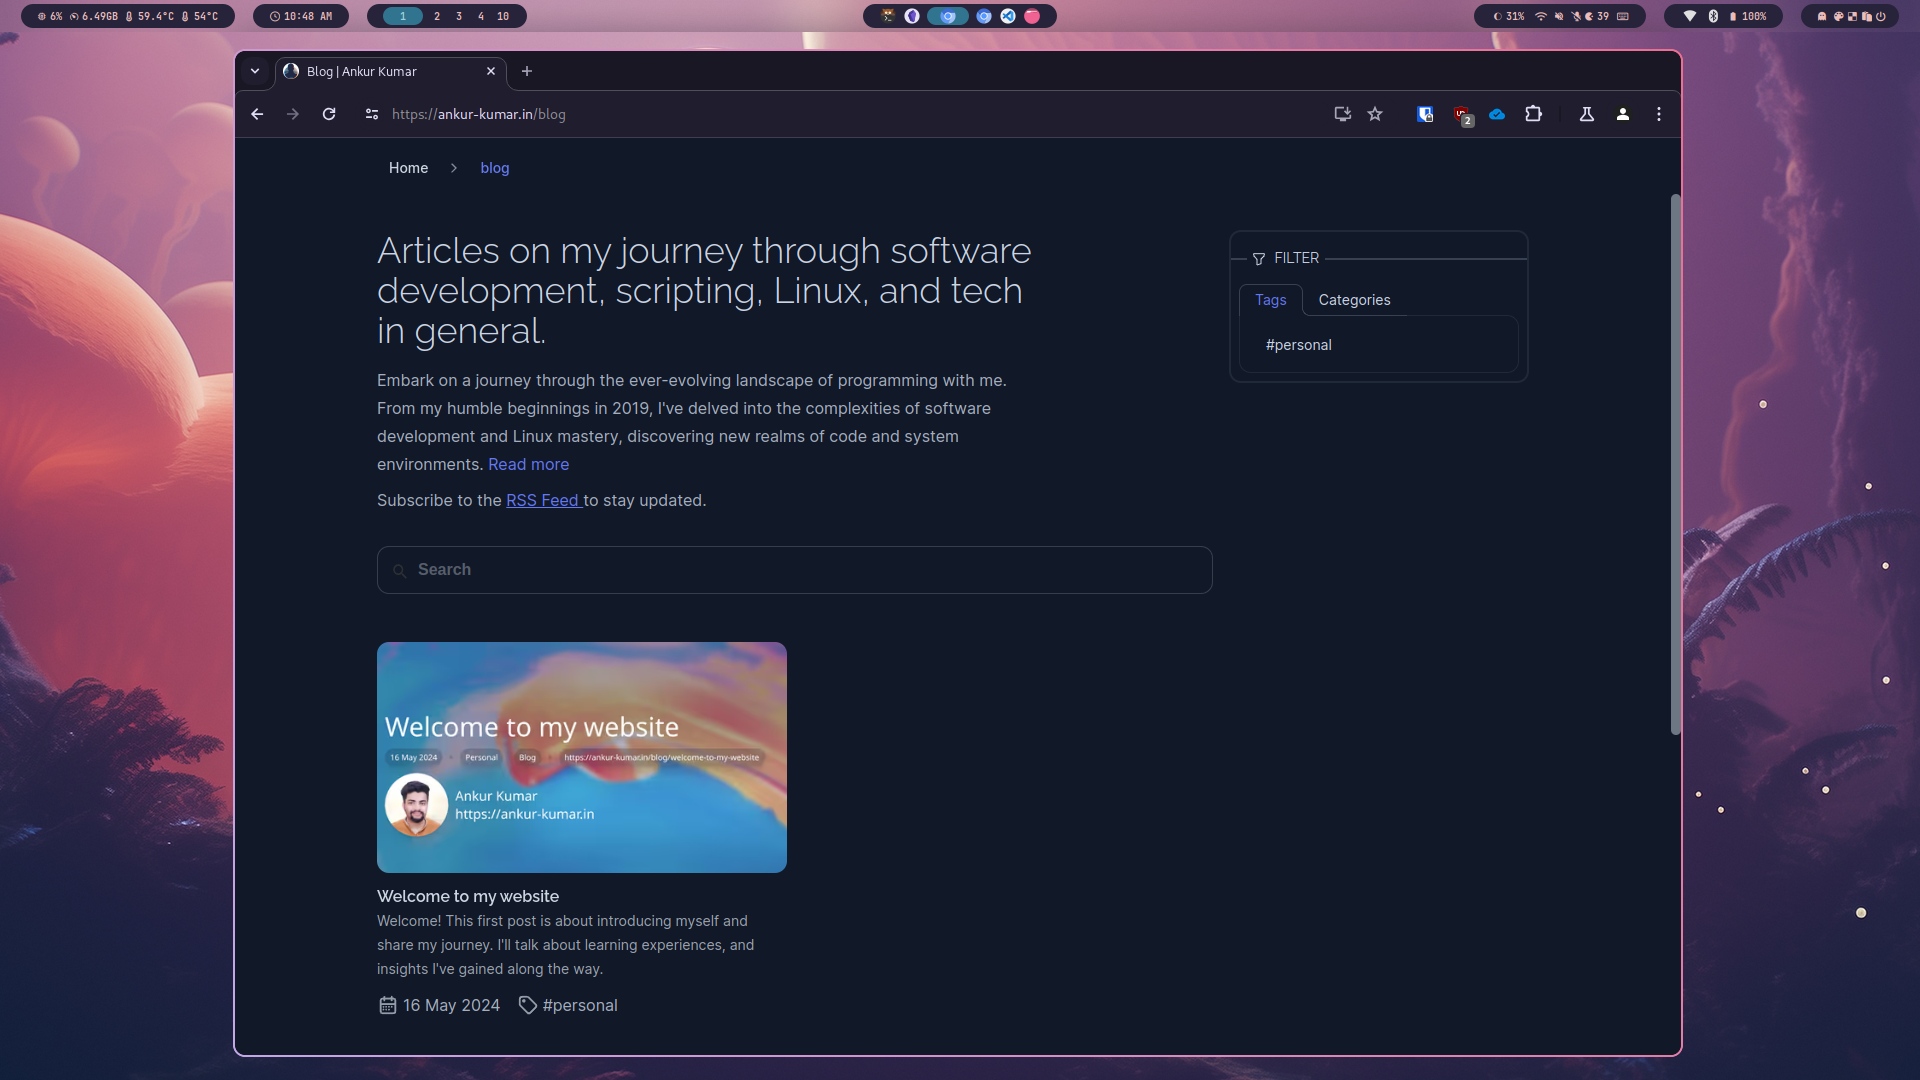 6% 6.49GB 59.4°C 54°C
10:48 AM
1 2 3 4 10
31% 39
100%
Blog | Ankur Kumar
https://ankur-kumar.in/blog
2
Home > blog
Articles on my journey through software
development, scripting, Linux, and tech
in general.
Embark on a journey through the ever-evolving landscape of programming with me.
From my humble beginnings in 2019, I've delved into the complexities of software
development and Linux mastery, discovering new realms of code and system
environments. Read more
Subscribe to the RSS Feed to stay updated.
FILTER
Tags Categories
#personal
Search
Welcome to my website
16 May 2024 Personal Blog https://ankur-kumar.in/blog/welcome-to-my-website
Ankur Kumar
https://ankur-kumar.in
Welcome to my website
Welcome! This first post is about introducing myself and
share my journey. I'll talk about learning experiences, and
insights I've gained along the way.
16 May 2024 #personal